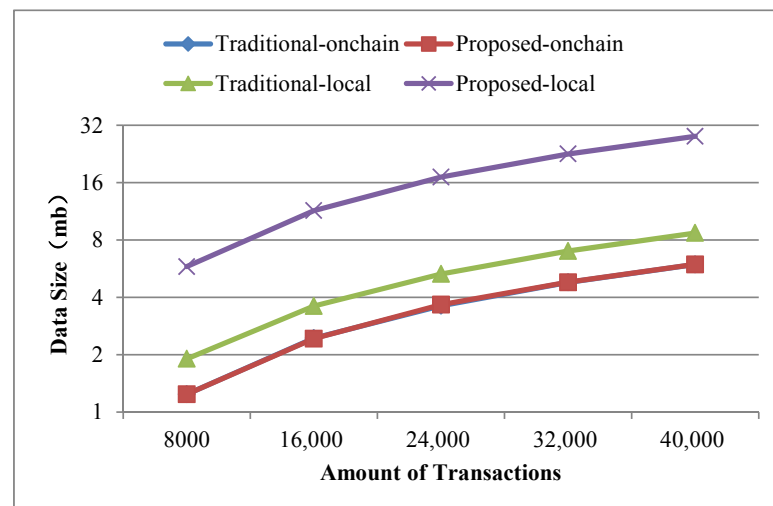 Traditional-onchain Proposed-onchain
Traditional-local Proposed-local
32
16
8
4
2
1
Data Size（mb）
8000 16,000 24,000 32,000 40,000
Amount of Transactions